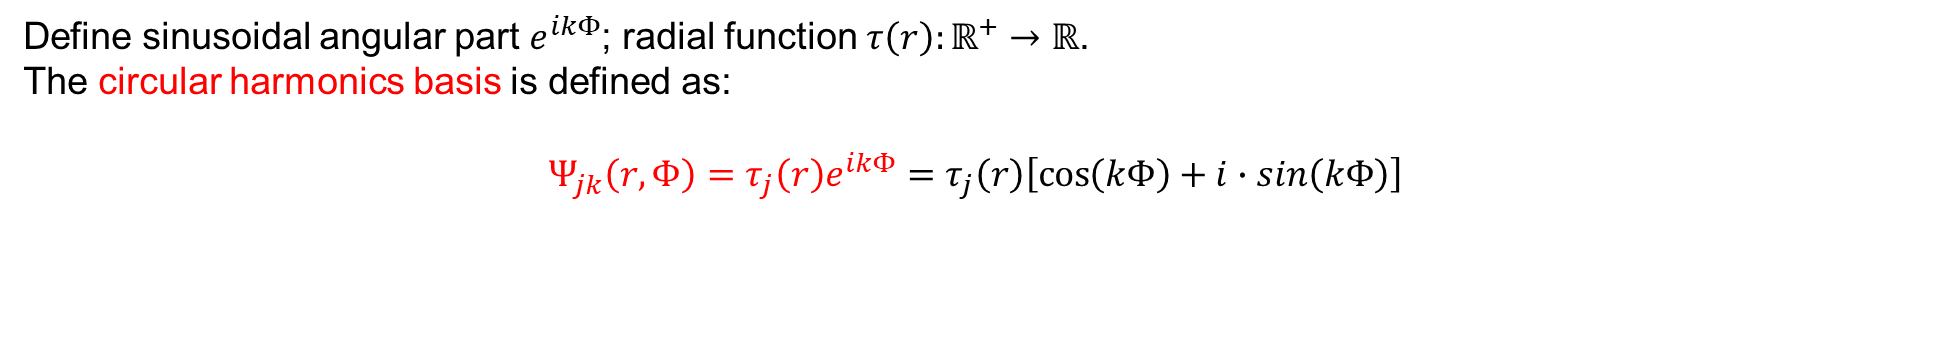 Define sinusoidal angular part e^{ikΦ}; radial function τ(r): ℝ⁺ → ℝ.
The circular harmonics basis is defined as:
Ψ_{jk}(r, Φ) = τ_j(r)e^{ikΦ} = τ_j(r)[cos(kΦ) + i · sin(kΦ)]